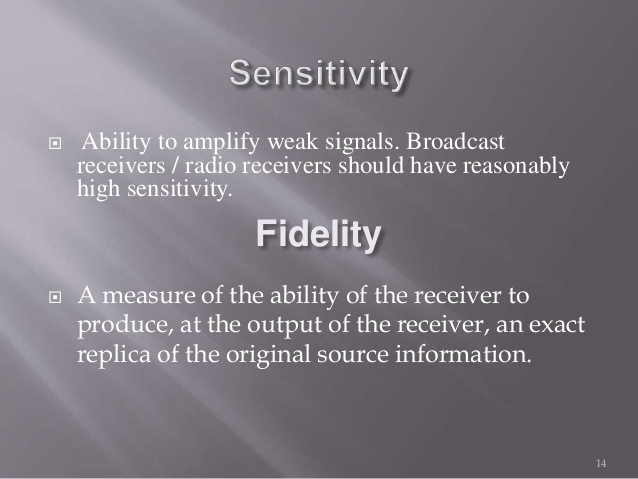 Sensitivity
Ability to amplify weak signals. Broadcast
receivers / radio receivers should have reasonably
high sensitivity.
Fidelity
A measure of the ability of the receiver to
produce, at the output of the receiver, an exact
replica of the original source information.
14